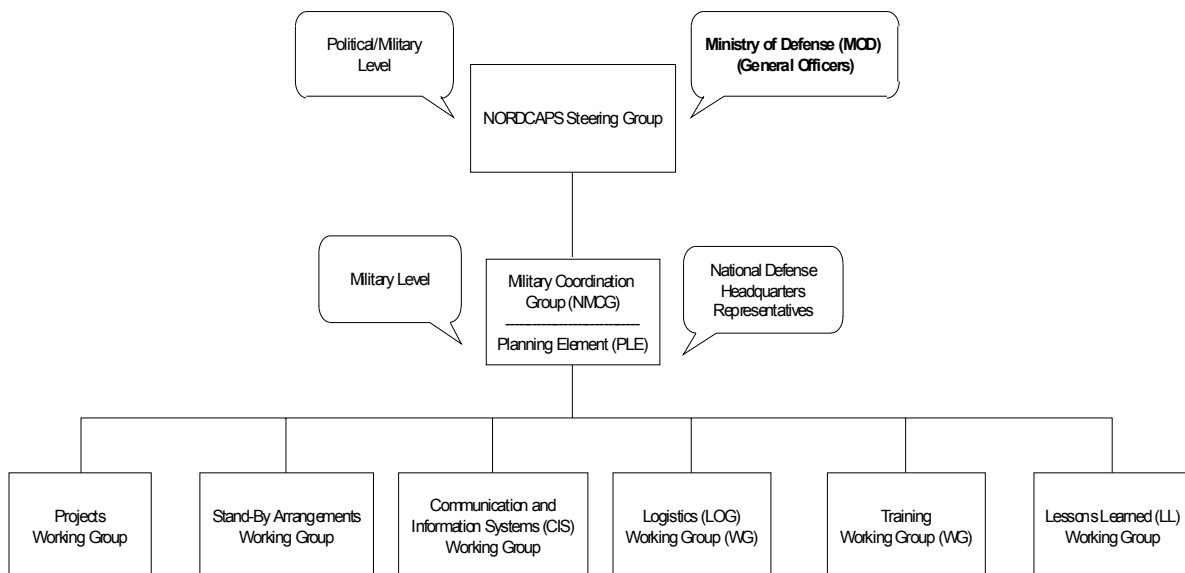 Political/Military
Level
Ministry of Defense (MOD)
(General Officers)
NORDCAPS Steering Group
Military Level
Military Coordination
Group (NMCG)
----------------------------
Planning Element (PLE)
National Defense
Headquarters
Representatives
Projects
Working Group
Stand-By Arrangements
Working Group
Communication and
Information Systems (CIS)
Working Group
Logistics (LOG)
Working Group (WG)
Training
Working Group (WG)
Lessons Learned (LL)
Working Group